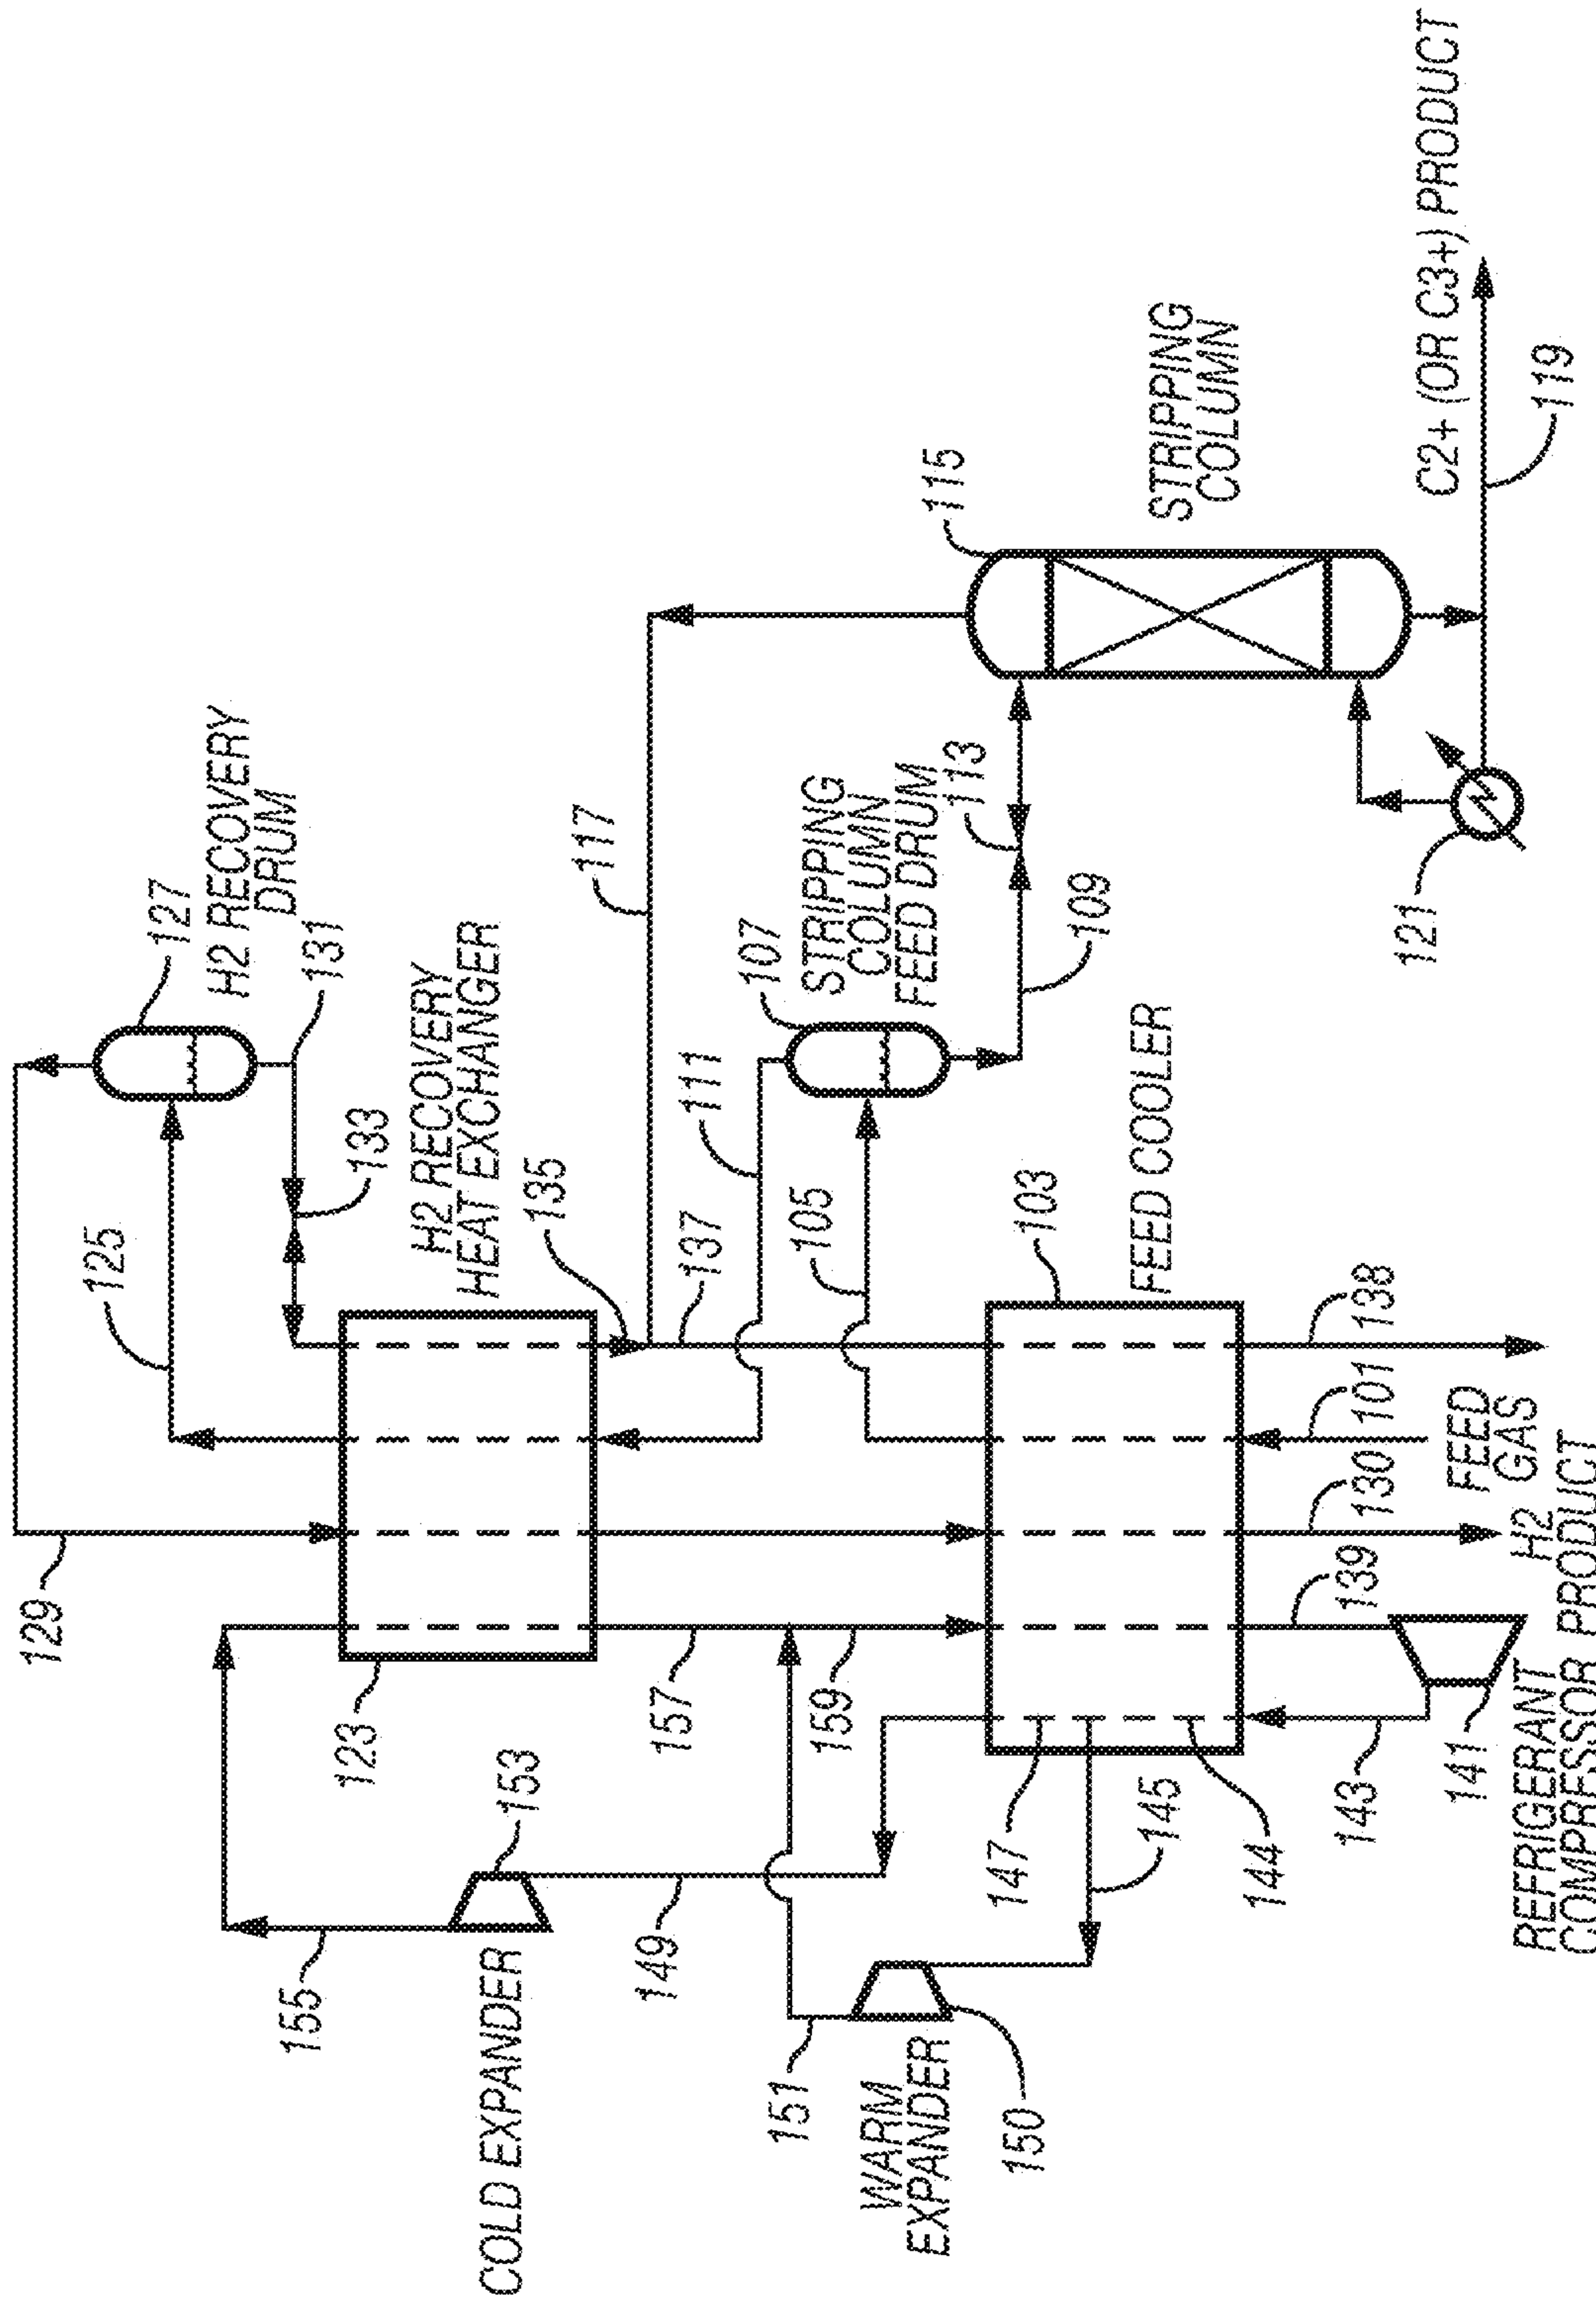 129
125
127
H2 RECOVERY
DRUM
131
133
155
153
COLD EXPANDER
123
H2 RECOVERY
HEAT EXCHANGER
135
117
137
111
107
STRIPPING
COLUMN
FEED DRUM
113
105
109
157
159
149
151
WARM
EXPANDER
150
147
145
144
103
FEED COOLER
115
STRIPPING
COLUMN
121
C2+ (OR C3+) PRODUCT
119
143
141
139
130
101
138
REFRIGERANT
COMPRESSOR
H2
PRODUCT
FEED
GAS